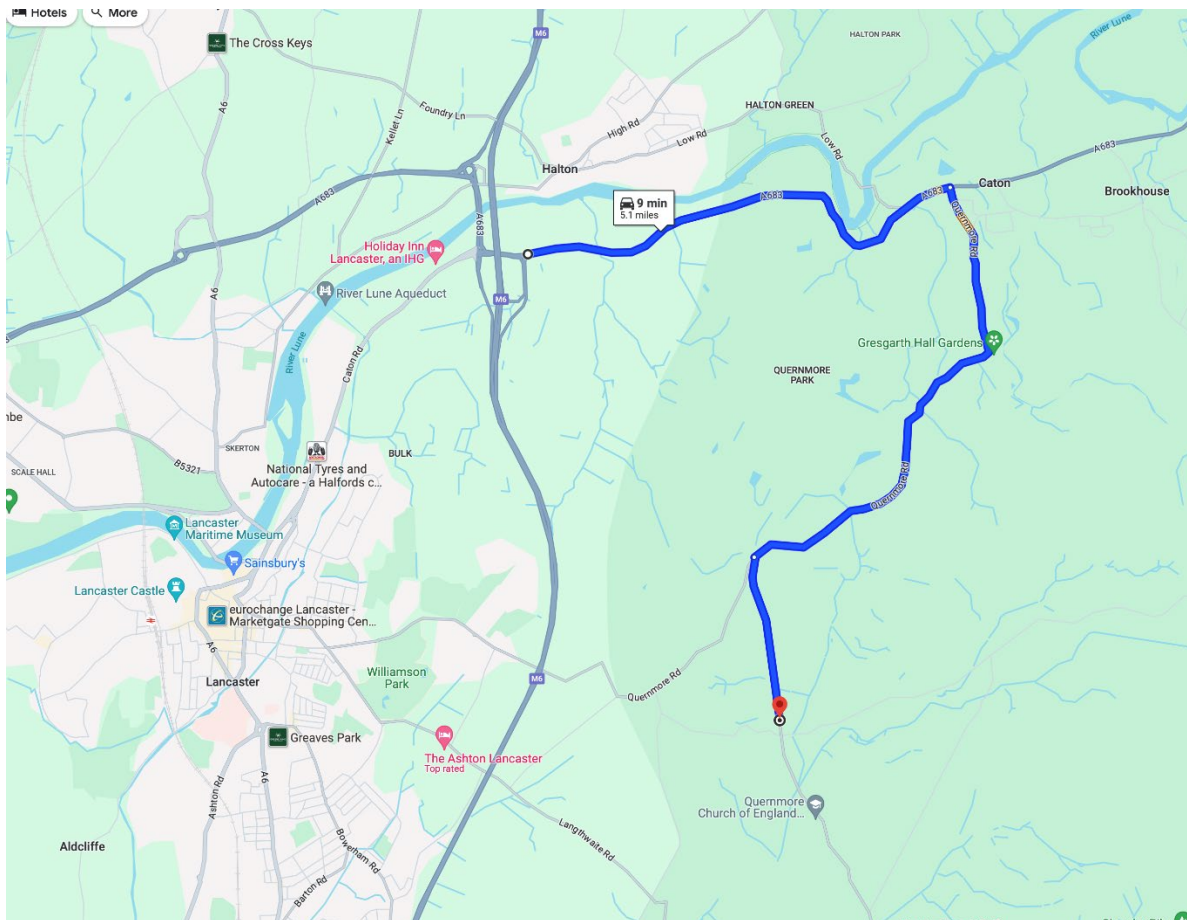 Hotels
More
The Cross Keys
M6
River Lune
HALTON PARK
A6
Kellet Ln
Foundry Ln
High Rd
Low Rd
HALTON GREEN
Low Rd
A683
Halton
Caton
Brookhouse
A683
A683
9 min
5.1 miles
A683
A683
Quernmore Rd
Holiday Inn
Lancaster, an IHG
River Lune Aqueduct
M6
A6
River Lune
Caton Rd
Gresgarth Hall Gardens
QUERNMORE
PARK
mbe
SKERTON
BULK
SCALE HALL
B5321
National Tyres and
Autocare - a Halfords c...
Quernmore Rd
Lancaster
Maritime Museum
Sainsbury's
Lancaster Castle
eurochange Lancaster -
Marketgate Shopping Cen...
A6
Williamson
Park
Lancaster
M6
Quernmore Rd
Greaves Park
The Ashton Lancaster
Top rated
Ashton Rd
A6
Quernmore
Church of England...
Langthwaite Rd
Bowerham Rd
Aldcliffe
Barton Rd